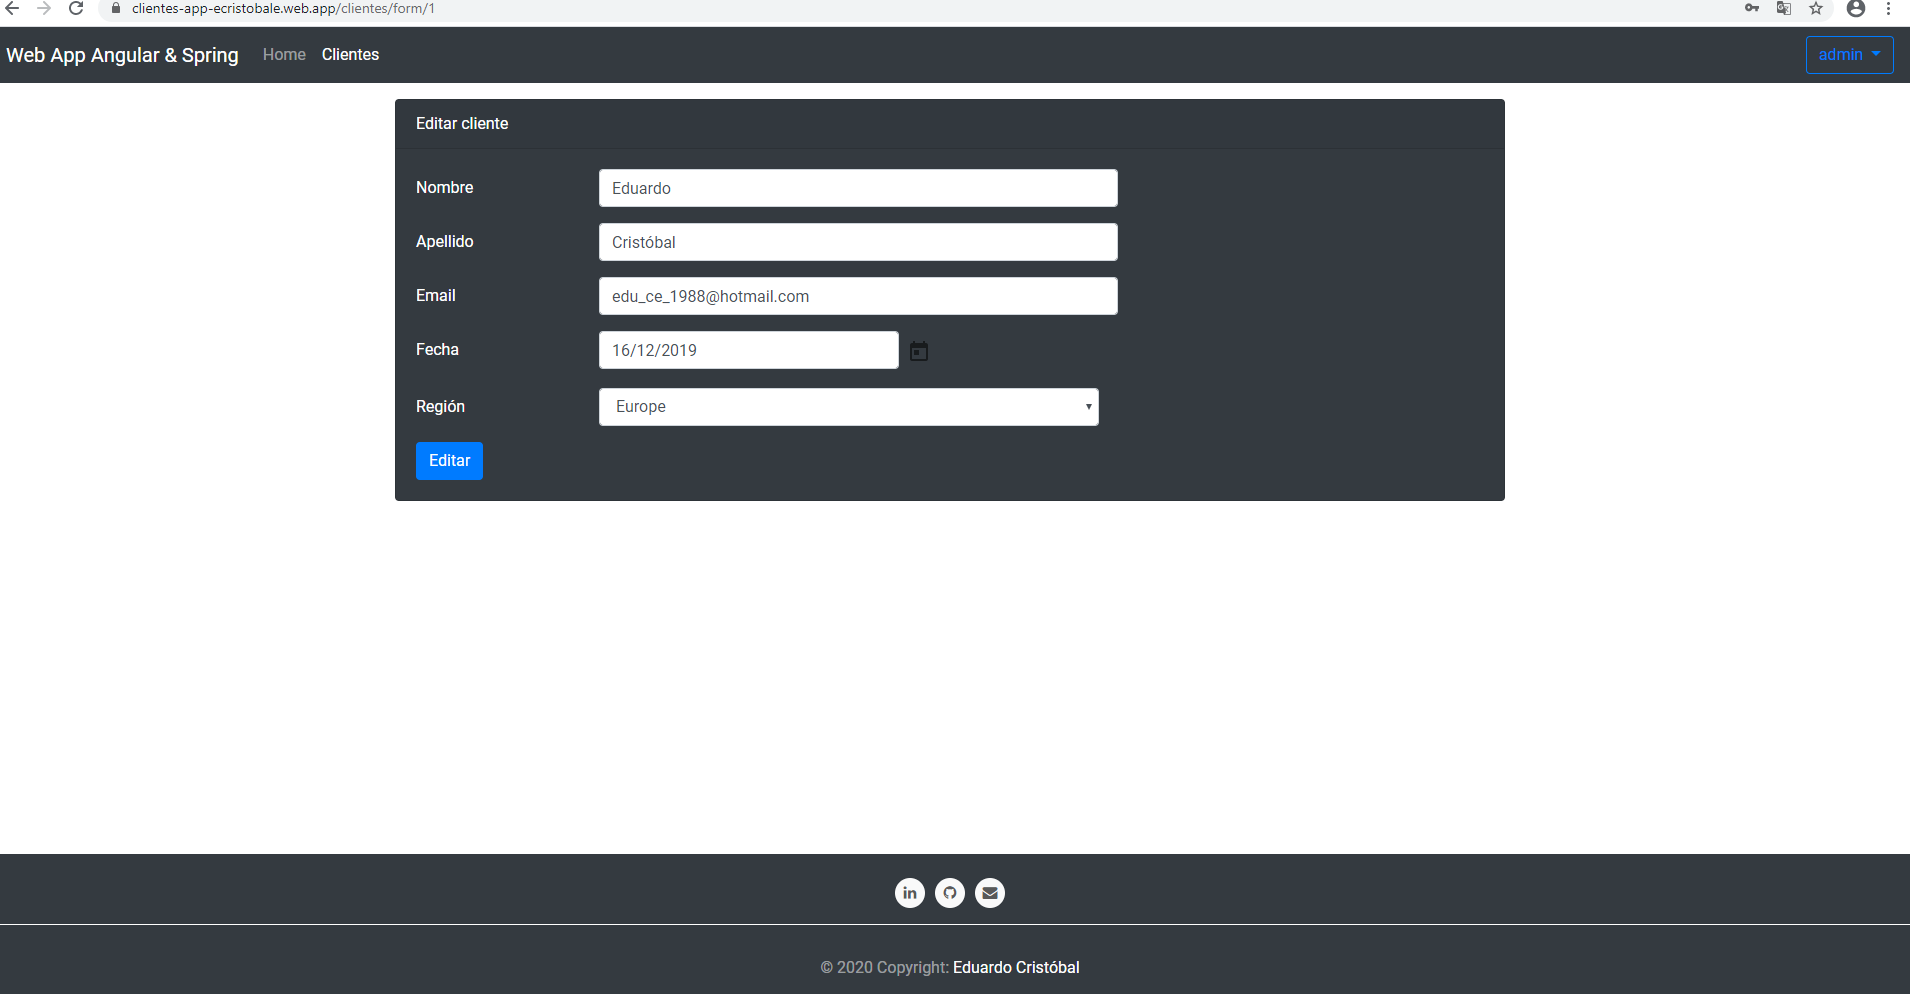 clientes-app-ecristobale.web.app/clientes/form/1
Web App Angular & Spring Home Clientes admin
Editar cliente
Nombre Eduardo
Apellido Cristóbal
Email edu_ce_1988@hotmail.com
Fecha 16/12/2019
Región Europe
Editar
in
© 2020 Copyright: Eduardo Cristóbal